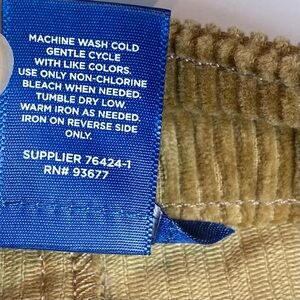 MACHINE WASH COLD
GENTLE CYCLE
WITH LIKE COLORS.
USE ONLY NON-CHLORINE
BLEACH WHEN NEEDED.
TUMBLE DRY LOW.
WARM IRON AS NEEDED.
IRON ON REVERSE SIDE
ONLY.
SUPPLIER 76424-1
RN# 93677